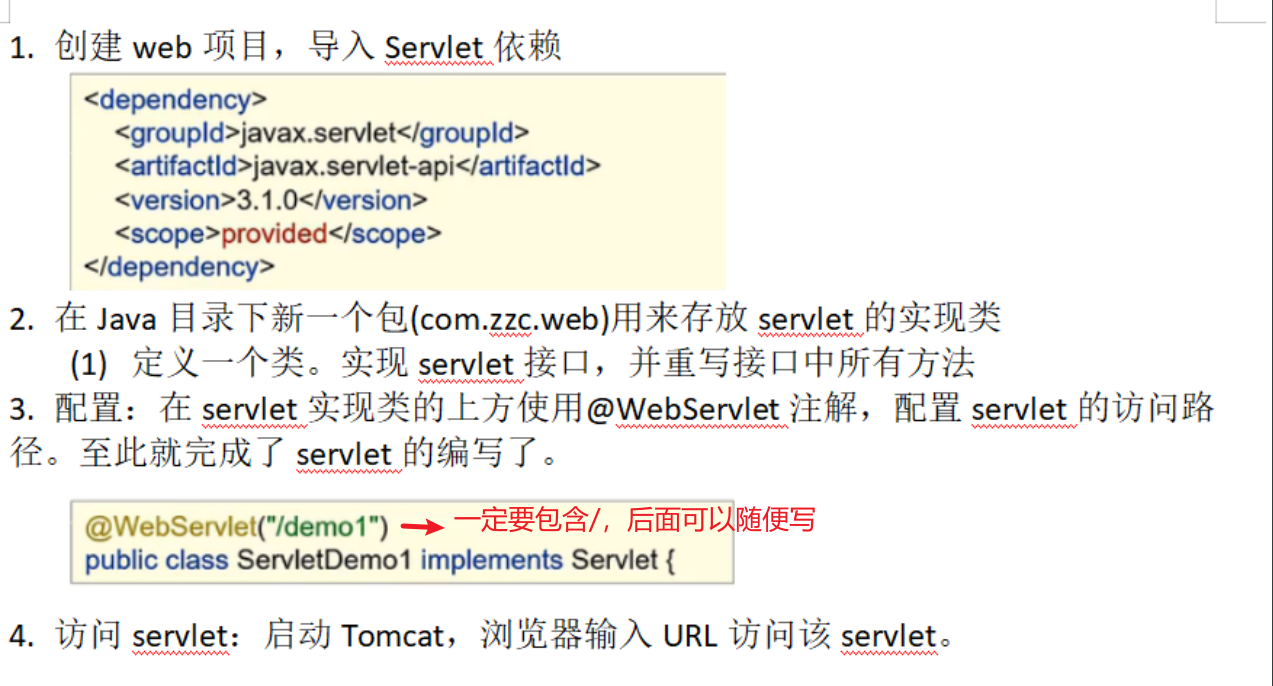 1. 创建 web 项目，导入 Servlet 依赖
<dependency>
<groupId>javax.servlet</groupId>
<artifactId>javax.servlet-api</artifactId>
<version>3.1.0</version>
<scope>provided</scope>
</dependency>
2. 在 Java 目录下新一个包(com.zzc.web)用来存放 servlet 的实现类
(1) 定义一个类。实现 servlet 接口，并重写接口中所有方法
3. 配置：在 servlet 实现类的上方使用@WebServlet 注解，配置 servlet 的访问路
径。至此就完成了 servlet 的编写了。
@WebServlet("/demo1") 一定要包含/，后面可以随便写
public class ServletDemo1 implements Servlet {
4. 访问 servlet：启动 Tomcat，浏览器输入 URL 访问该 servlet。